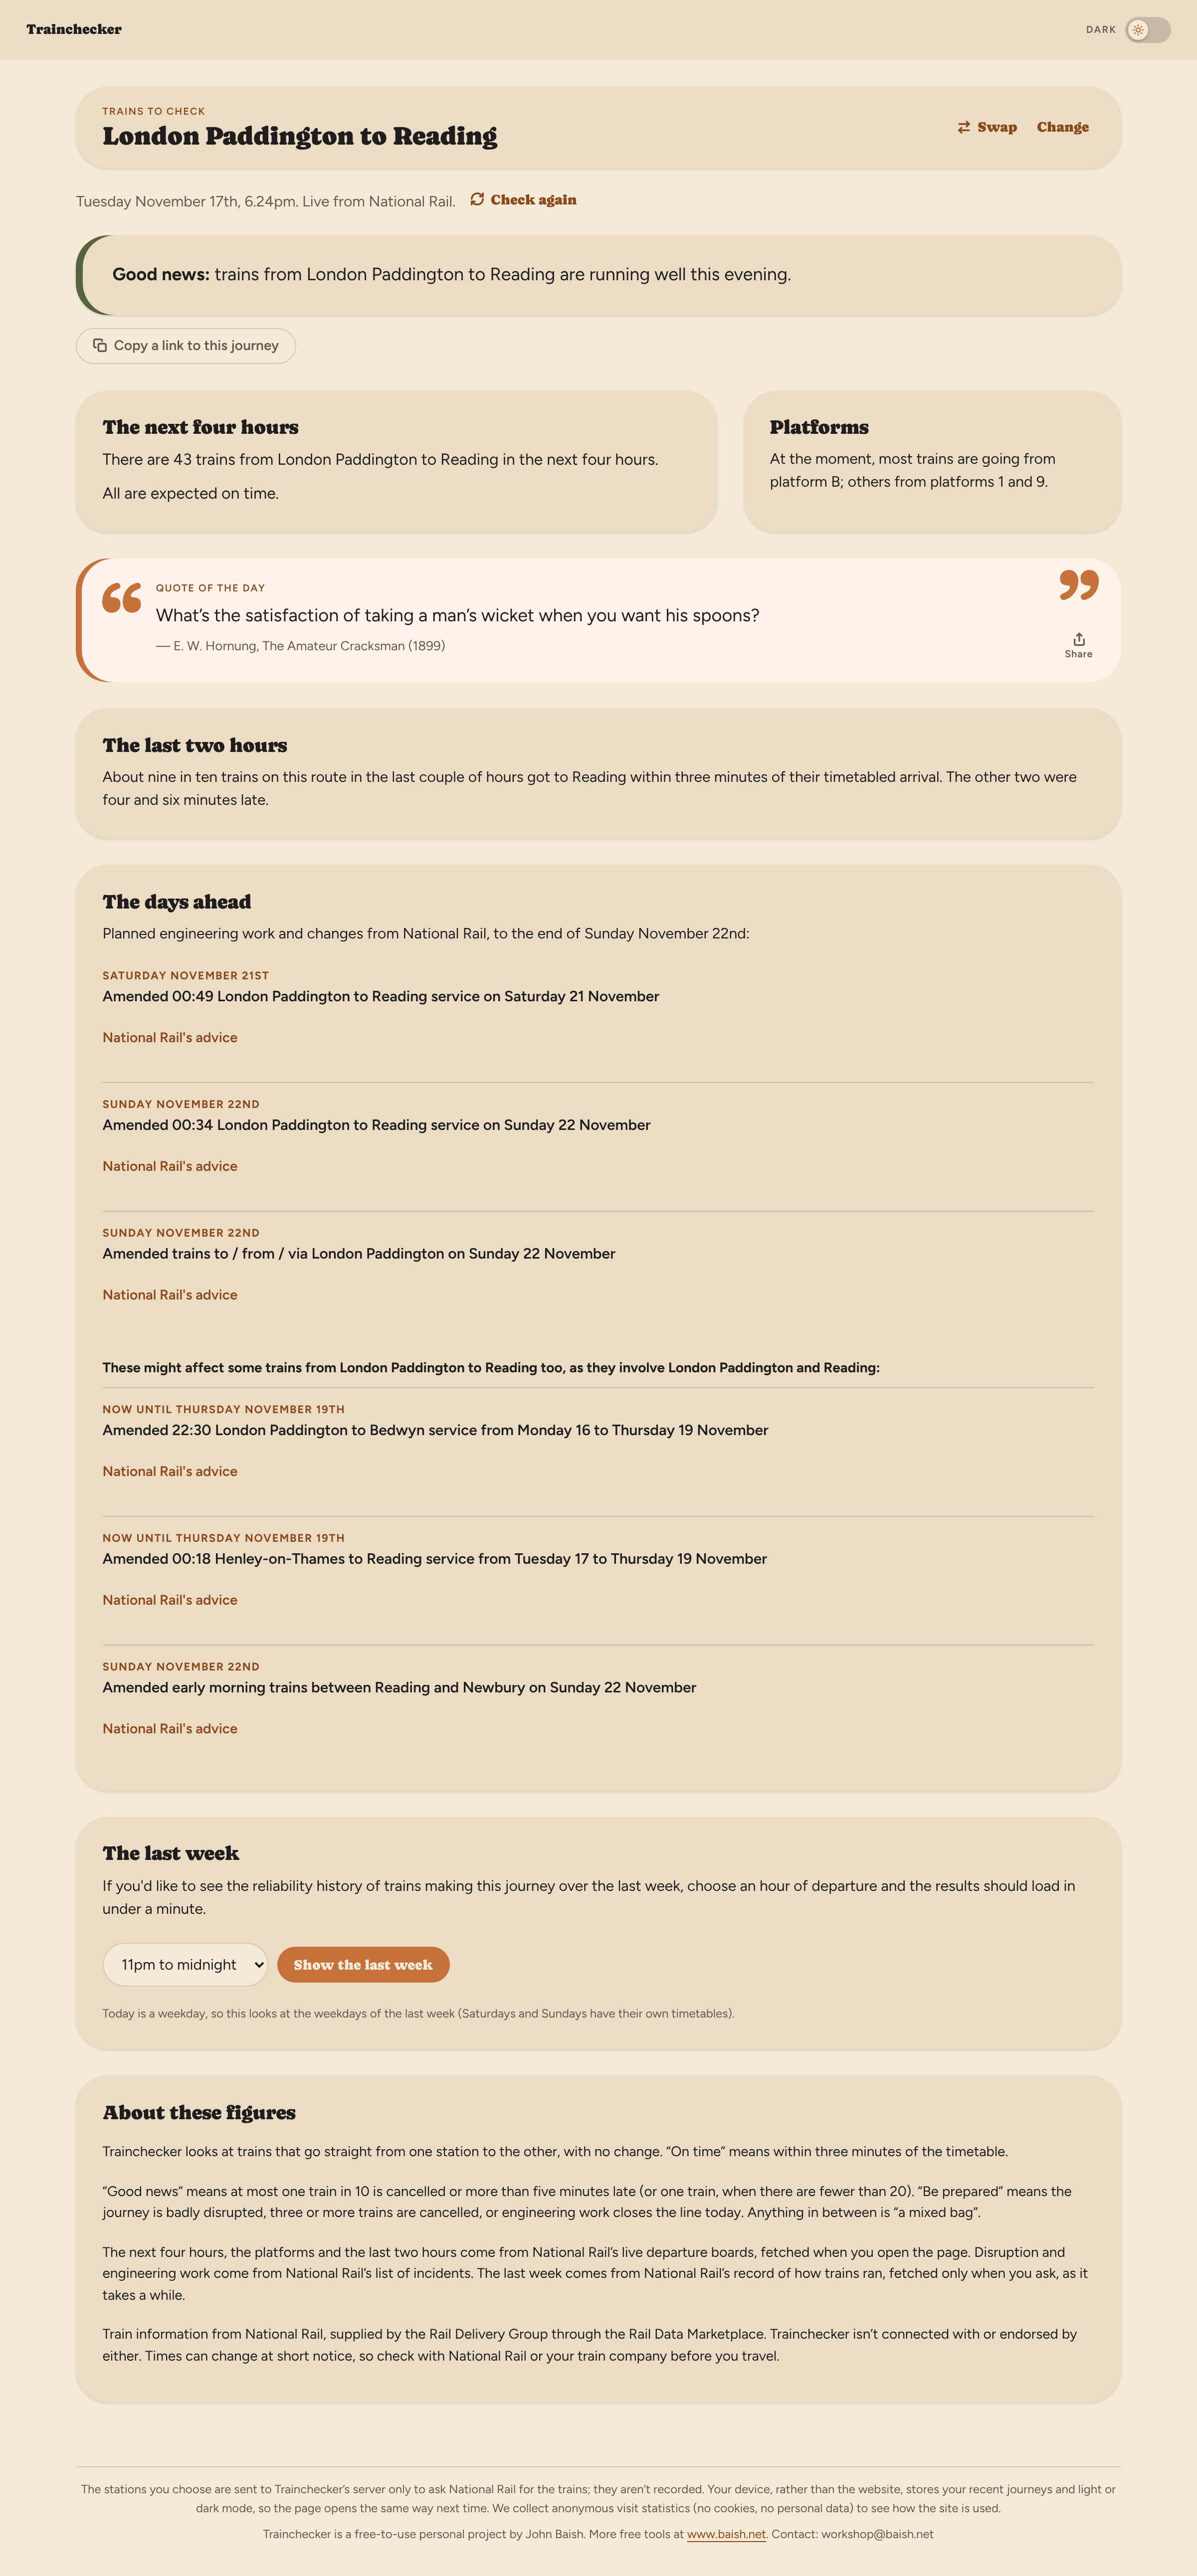 Trainchecker
DARK
TRAINS TO CHECK
London Paddington to Reading
Swap
Change
Tuesday November 17th, 6.24pm. Live from National Rail.
Check again
Good news: trains from London Paddington to Reading are running well this evening.
Copy a link to this journey
The next four hours
There are 43 trains from London Paddington to Reading in the next four hours.
All are expected on time.
Platforms
At the moment, most trains are going from
platform B; others from platforms 1 and 9.
“
QUOTE OF THE DAY
What’s the satisfaction of taking a man’s wicket when you want his spoons?
— E. W. Hornung, The Amateur Cracksman (1899)
”
Share
The last two hours
About nine in ten trains on this route in the last couple of hours got to Reading within three minutes of their timetabled arrival. The other two were
four and six minutes late.
The days ahead
Planned engineering work and changes from National Rail, to the end of Sunday November 22nd:
SATURDAY NOVEMBER 21ST
Amended 00:49 London Paddington to Reading service on Saturday 21 November
National Rail's advice
SUNDAY NOVEMBER 22ND
Amended 00:34 London Paddington to Reading service on Sunday 22 November
National Rail's advice
SUNDAY NOVEMBER 22ND
Amended trains to / from / via London Paddington on Sunday 22 November
National Rail's advice
These might affect some trains from London Paddington to Reading too, as they involve London Paddington and Reading:
NOW UNTIL THURSDAY NOVEMBER 19TH
Amended 22:30 London Paddington to Bedwyn service from Monday 16 to Thursday 19 November
National Rail's advice
NOW UNTIL THURSDAY NOVEMBER 19TH
Amended 00:18 Henley-on-Thames to Reading service from Tuesday 17 to Thursday 19 November
National Rail's advice
SUNDAY NOVEMBER 22ND
Amended early morning trains between Reading and Newbury on Sunday 22 November
National Rail's advice
The last week
If you'd like to see the reliability history of trains making this journey over the last week, choose an hour of departure and the results should load in
under a minute.
11pm to midnight
Show the last week
Today is a weekday, so this looks at the weekdays of the last week (Saturdays and Sundays have their own timetables).
About these figures
Trainchecker looks at trains that go straight from one station to the other, with no change. “On time” means within three minutes of the timetable.
“Good news” means at most one train in 10 is cancelled or more than five minutes late (or one train, when there are fewer than 20). “Be prepared” means the
journey is badly disrupted, three or more trains are cancelled, or engineering work closes the line today. Anything in between is “a mixed bag”.
The next four hours, the platforms and the last two hours come from National Rail’s live departure boards, fetched when you open the page. Disruption and
engineering work come from National Rail’s list of incidents. The last week comes from National Rail’s record of how trains ran, fetched only when you ask, as it
takes a while.
Train information from National Rail, supplied by the Rail Delivery Group through the Rail Data Marketplace. Trainchecker isn’t connected with or endorsed by
either. Times can change at short notice, so check with National Rail or your train company before you travel.
The stations you choose are sent to Trainchecker’s server only to ask National Rail for the trains; they aren’t recorded. Your device, rather than the website, stores your recent journeys and light or
dark mode, so the page opens the same way next time. We collect anonymous visit statistics (no cookies, no personal data) to see how the site is used.
Trainchecker is a free-to-use personal project by John Baish. More free tools at www.baish.net. Contact: workshop@baish.net